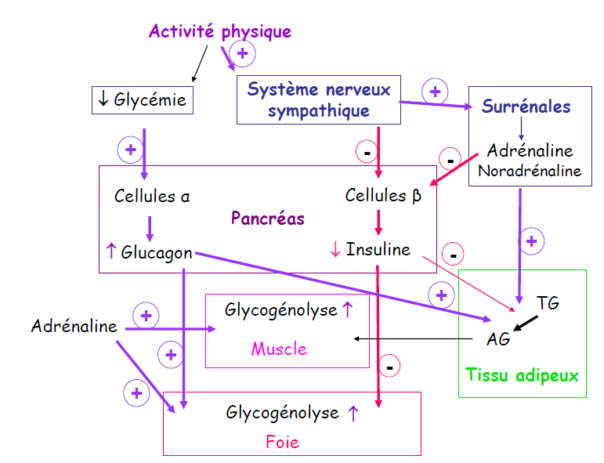 Activité physique
+
↓ Glycémie
Système nerveux
sympathique
+
Surrénales
Adrénaline
Noradrénaline
+
-
-
Cellules α
Cellules β
Pancréas
↑ Glucagon
↓ Insuline
-
+
+
TG
AG
Tissu adipeux
Adrénaline
+
+
+
Glycogénolyse ↑
Muscle
-
Glycogénolyse ↑
Foie